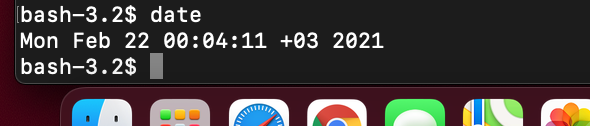 bash-3.2$ date
Mon Feb 22 00:04:11 +03 2021
bash-3.2$